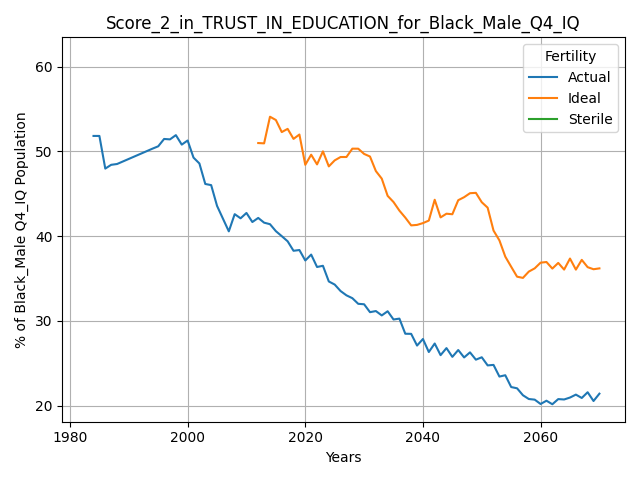 Score_2_in_TRUST_IN_EDUCATION_for_Black_Male_Q4_IQ
Fertility
Actual
Ideal
Sterile
% of Black_Male Q4_IQ Population
60
50
40
30
20
1980
2000
2020
2040
2060
Years